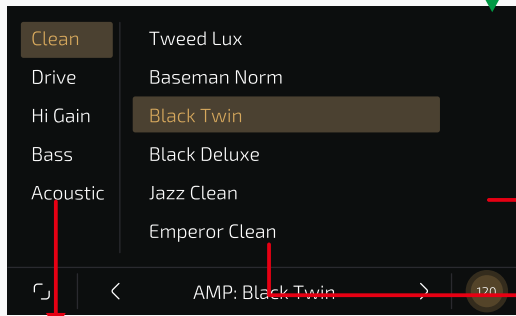 Clean
Drive
Hi Gain
Bass
Acoustic
Tweed Lux
Baseman Norm
Black Twin
Black Deluxe
Jazz Clean
Emperor Clean
AMP: Black Twin
120